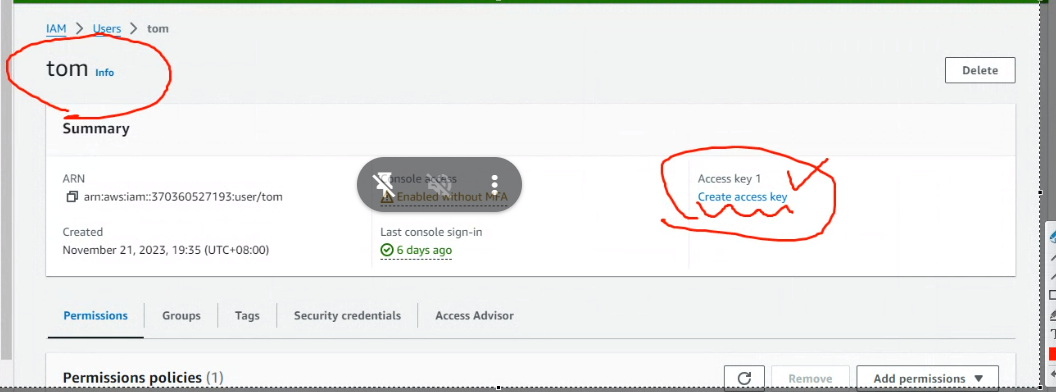 IAM > Users > tom
tom Info
Delete
Summary
ARN
arn:aws:iam::370360527193:user/tom
Created
November 21, 2023, 19:35 (UTC+08:00)
Console access
Enabled without MFA
Last console sign-in
6 days ago
Access key 1
Create access key
Permissions
Groups
Tags
Security credentials
Access Advisor
Permissions policies (1)
Remove
Add permissions